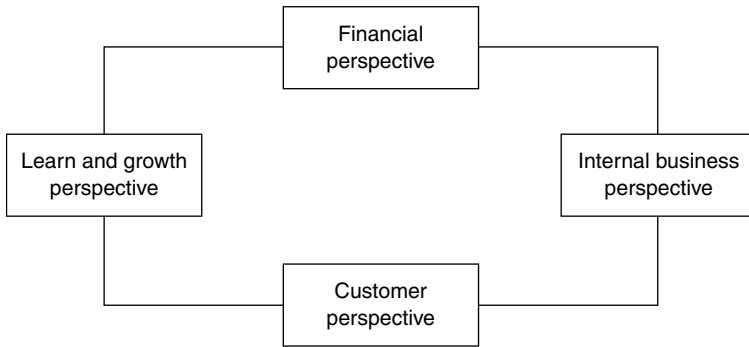 Financial
perspective
Learn and growth
perspective
Internal business
perspective
Customer
perspective